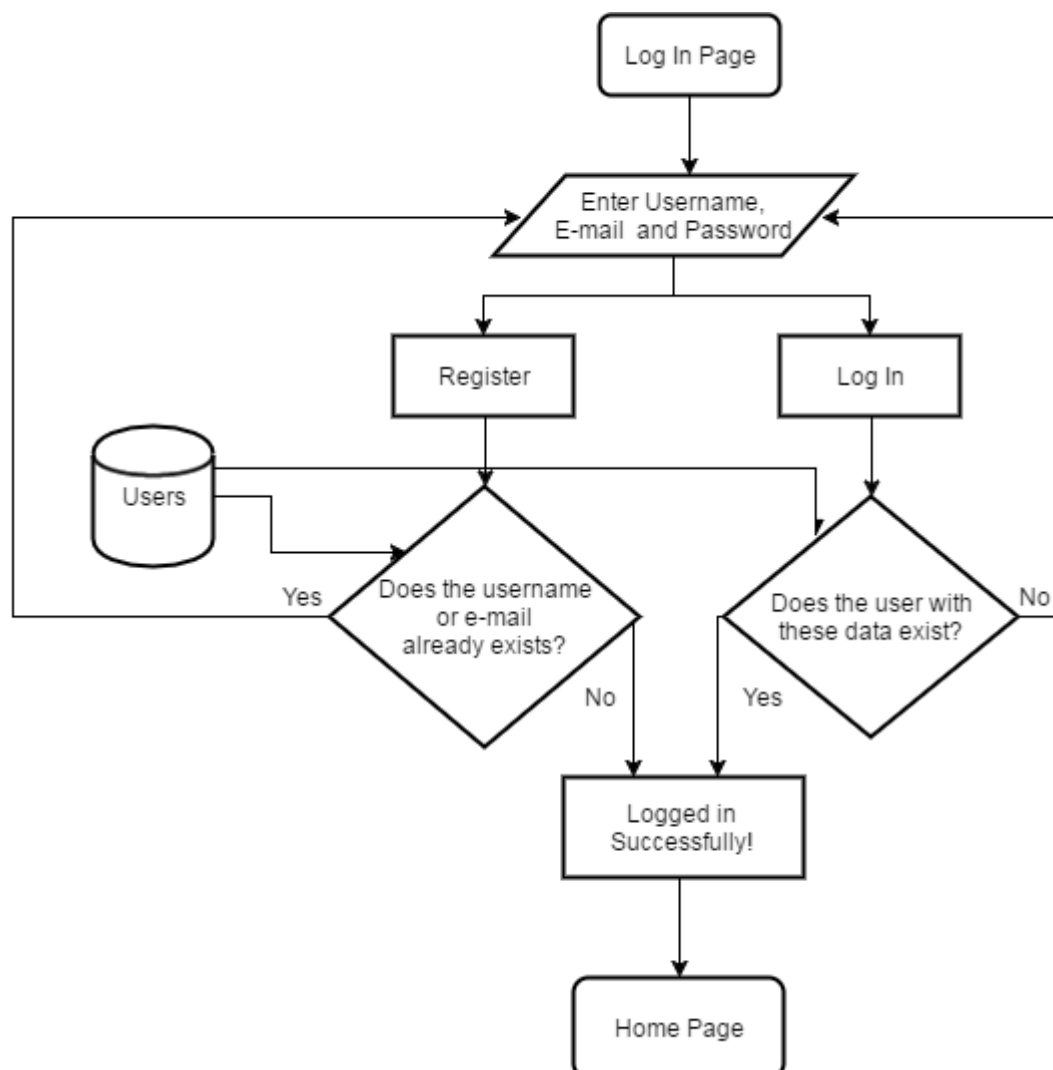 Log In Page
Enter Username,
E-mail and Password
Register
Log In
Users
Yes
Does the username
or e-mail
already exists?
No
Does the user with
these data exist?
No
Yes
Logged in
Successfully!
Home Page